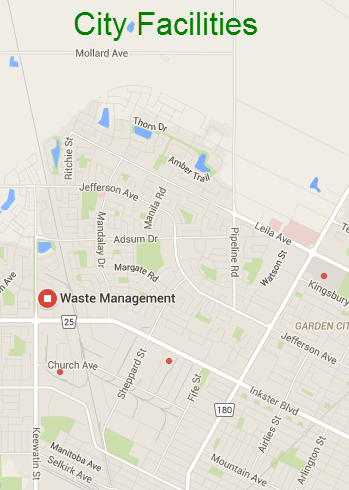 City Facilities
Mollard Ave
Thorn Dr
Ritchie St
Amber Trail
Jefferson Ave
Manila Rd
Mandalay Dr
Adsum Dr
Pipeline Rd
Leila Ave
Margate Rd
Watson St
Kingsbury
Waste Management
25
GARDEN CIT
Jefferson Ave
Church Ave
Sheppard St
Fife St
180
Inkster Blvd
Keewatin St
Airlies St
Arlington St
Manitoba Ave
Selkirk Ave
Mountain Ave